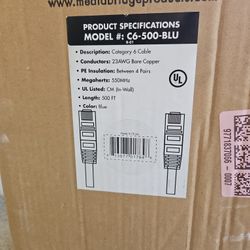 www.mediabridgeproducts.com
PRODUCT SPECIFICATIONS
MODEL #: C6-500-BLU
• Description: Category 6 Cable
• Conductors: 23AWG Bare Copper
• PE Insulation: Between 4 Pairs
• Megahertz: 550MHz
• UL Listed: CM (In-Wall)
• Length: 500 FT
• Color: Blue
UL